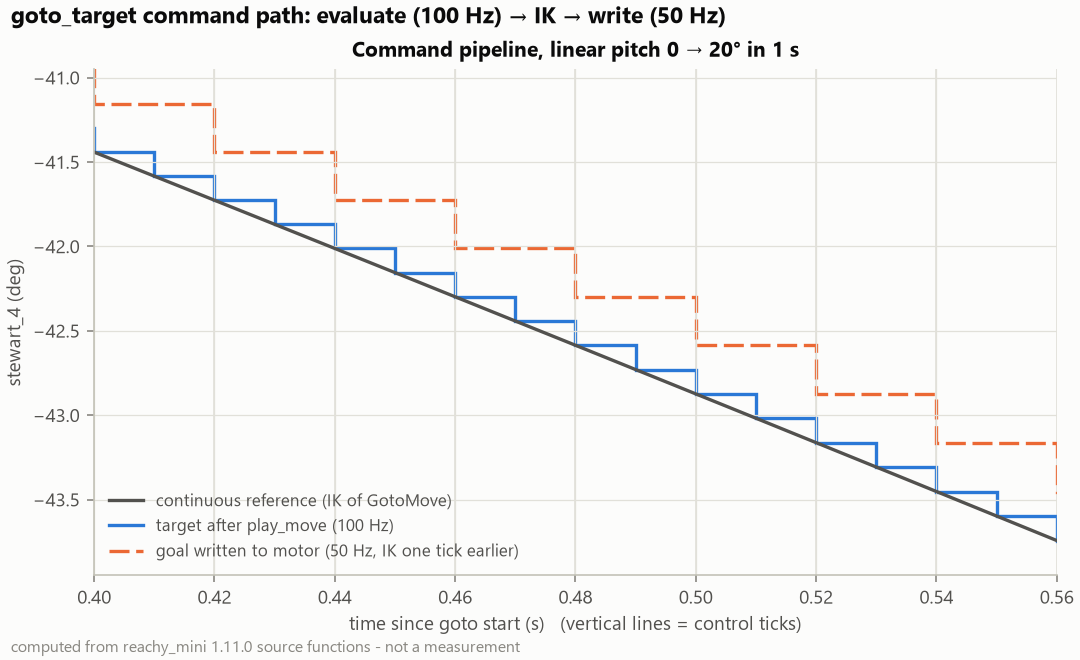 goto_target command path: evaluate (100 Hz) → IK → write (50 Hz)
Command pipeline, linear pitch 0 → 20° in 1 s
stewart_4 (deg)
−41.0
−41.5
−42.0
−42.5
−43.0
−43.5
continuous reference (IK of GotoMove)
target after play_move (100 Hz)
goal written to motor (50 Hz, IK one tick earlier)
0.40 0.42 0.44 0.46 0.48 0.50 0.52 0.54 0.56
time since goto start (s) (vertical lines = control ticks)
computed from reachy_mini 1.11.0 source functions - not a measurement